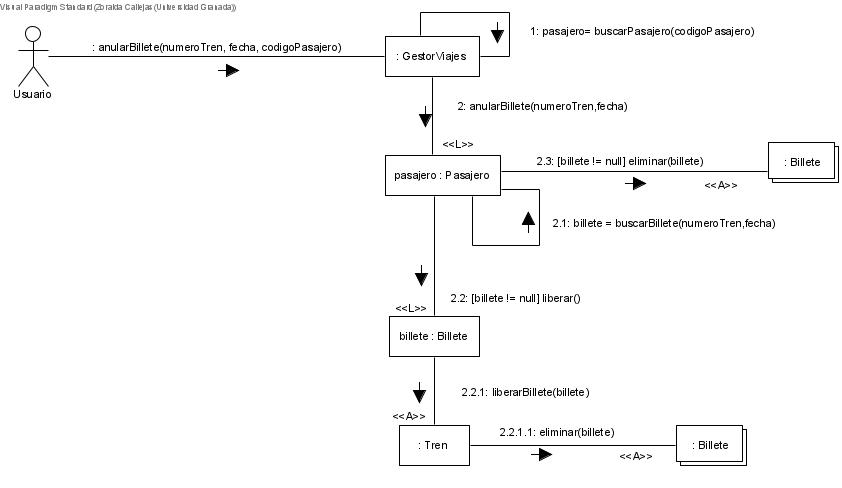 Visual Paradigm Standard (Zoraida Callejas (Universidad Granada))
1: pasajero= buscarPasajero(codigoPasajero)
: anularBillete(numeroTren, fecha, codigoPasajero)
: GestorViajes
Usuario
2: anularBillete(numeroTren,fecha)
<<L>>
2.3: [billete != null] eliminar(billete)
: Billete
pasajero : Pasajero
<<A>>
2.1: billete = buscarBillete(numeroTren,fecha)
2.2: [billete != null] liberar()
<<L>>
billete : Billete
2.2.1: liberarBillete(billete)
<<A>>
2.2.1.1: eliminar(billete)
: Tren
: Billete
<<A>>